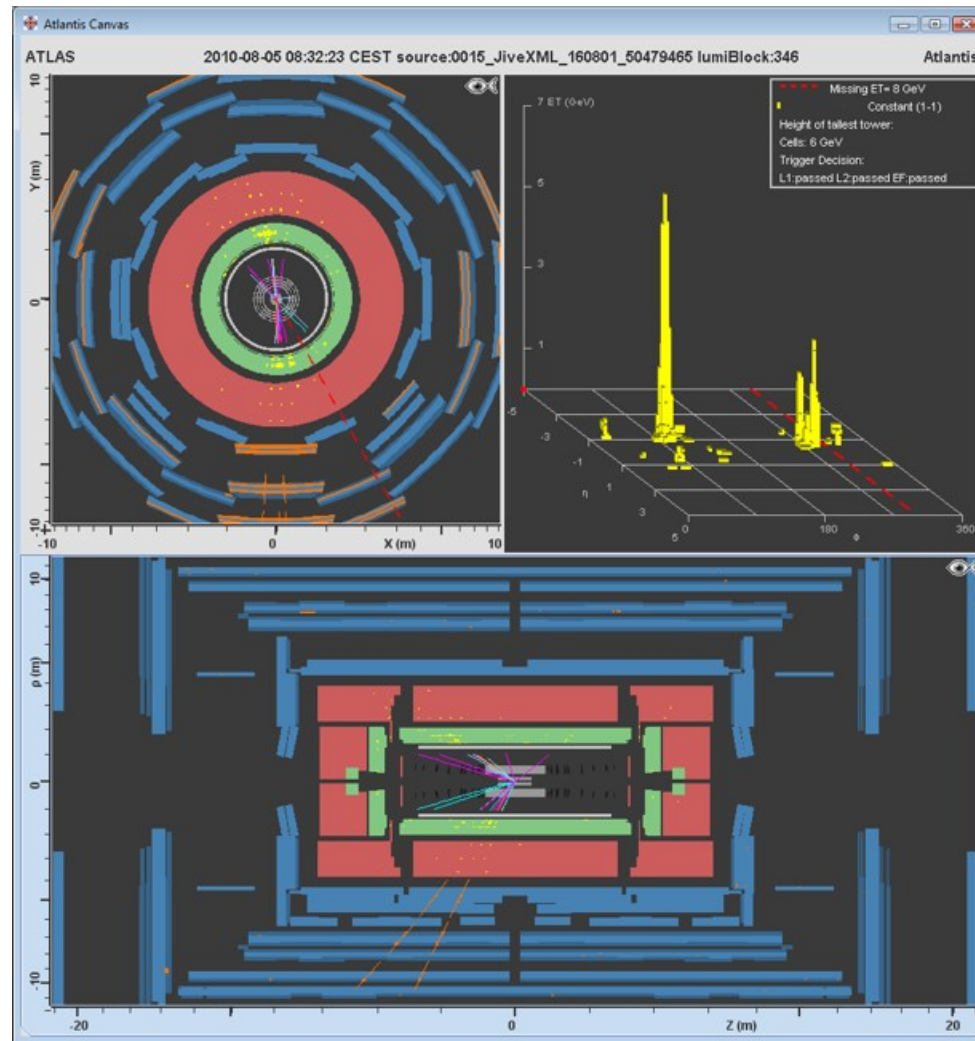 Atlantis Canvas
ATLAS 2010-08-05 08:32:23 CEST source:0015_JiveXML_160801_50479465 lumiBlock:346 Atlantis
10
Y (m)
0
-10
-10 0 X (m) 10
7 ET (GeV)
5
3
1
-5
-3
-1
η
1
3
5
0
180
Φ
360
Missing ET= 8 GeV
Constant (1-1)
Height of tallest tower:
Cells: 6 GeV
Trigger Decision:
L1:passed L2:passed EF:passed
10
ρ (m)
0
-10
-20 0 Z (m) 20